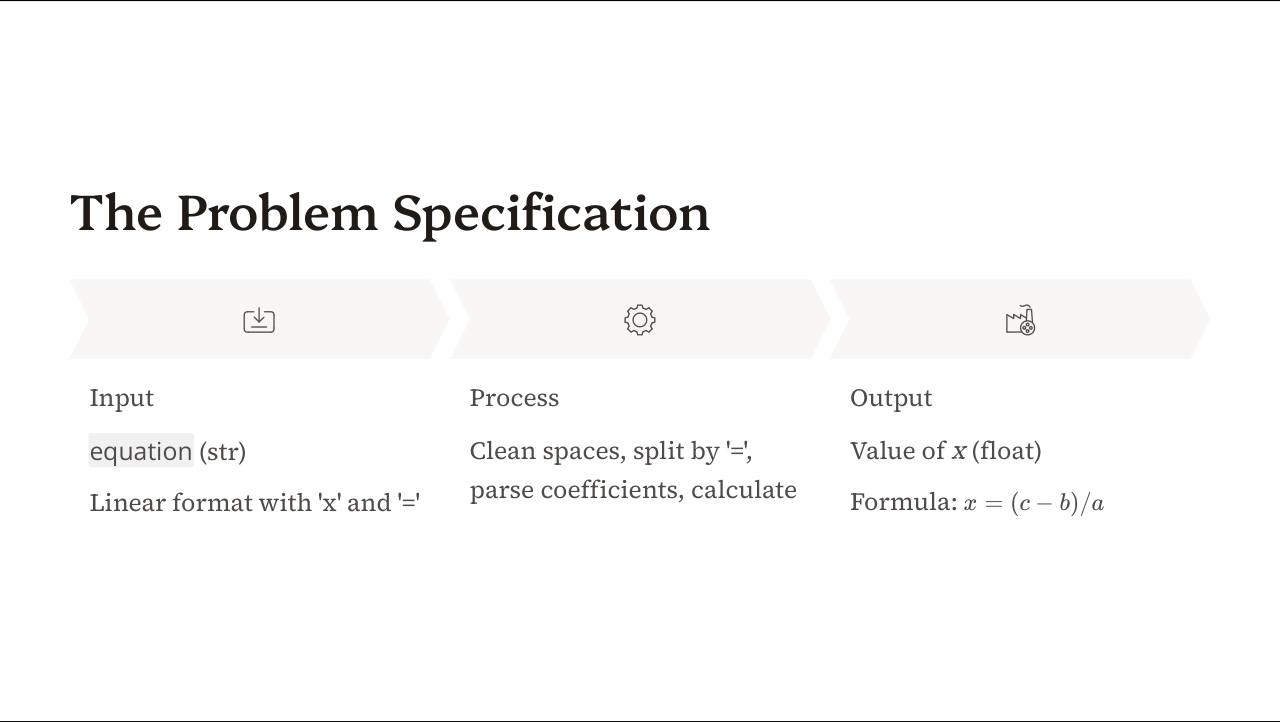 The Problem Specification
Input
equation (str)
Linear format with 'x' and '='
Process
Clean spaces, split by '=',
parse coefficients, calculate
Output
Value of x (float)
Formula: x = (c − b)/a